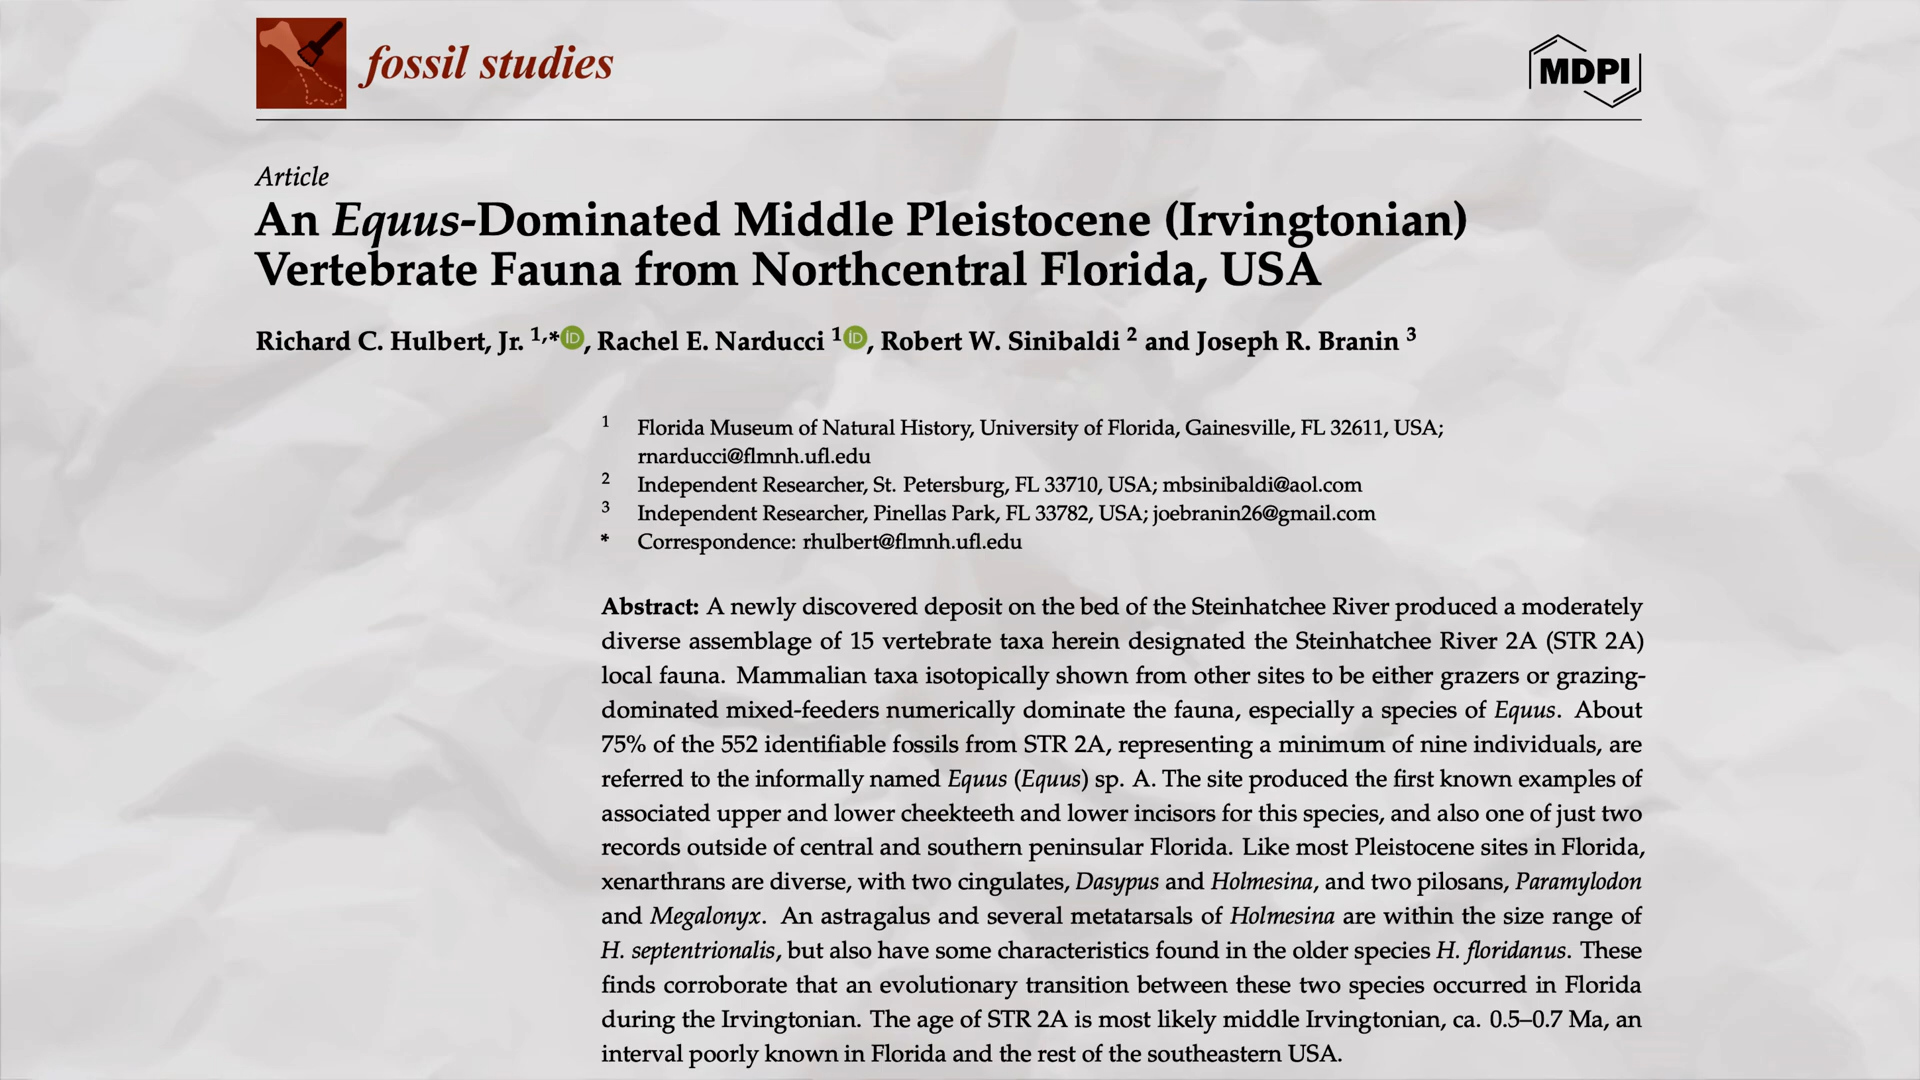 fossil studies
MDPI
Article
An Equus-Dominated Middle Pleistocene (Irvingtonian)
Vertebrate Fauna from Northcentral Florida, USA
Richard C. Hulbert, Jr. 1,* iD, Rachel E. Narducci 1 iD, Robert W. Sinibaldi 2 and Joseph R. Branin 3
1 Florida Museum of Natural History, University of Florida, Gainesville, FL 32611, USA;
rnarducci@flmnh.ufl.edu
2 Independent Researcher, St. Petersburg, FL 33710, USA; mbsinibaldi@aol.com
3 Independent Researcher, Pinellas Park, FL 33782, USA; joebranin26@gmail.com
* Correspondence: rhulbert@flmnh.ufl.edu
Abstract: A newly discovered deposit on the bed of the Steinhatchee River produced a moderately
diverse assemblage of 15 vertebrate taxa herein designated the Steinhatchee River 2A (STR 2A)
local fauna. Mammalian taxa isotopically shown from other sites to be either grazers or grazing-
dominated mixed-feeders numerically dominate the fauna, especially a species of Equus. About
75% of the 552 identifiable fossils from STR 2A, representing a minimum of nine individuals, are
referred to the informally named Equus (Equus) sp. A. The site produced the first known examples of
associated upper and lower cheekteeth and lower incisors for this species, and also one of just two
records outside of central and southern peninsular Florida. Like most Pleistocene sites in Florida,
xenarthrans are diverse, with two cingulates, Dasypus and Holmesina, and two pilosans, Paramylodon
and Megalonyx. An astragalus and several metatarsals of Holmesina are within the size range of
H. septentrionalis, but also have some characteristics found in the older species H. floridanus. These
finds corroborate that an evolutionary transition between these two species occurred in Florida
during the Irvingtonian. The age of STR 2A is most likely middle Irvingtonian, ca. 0.5–0.7 Ma, an
interval poorly known in Florida and the rest of the southeastern USA.